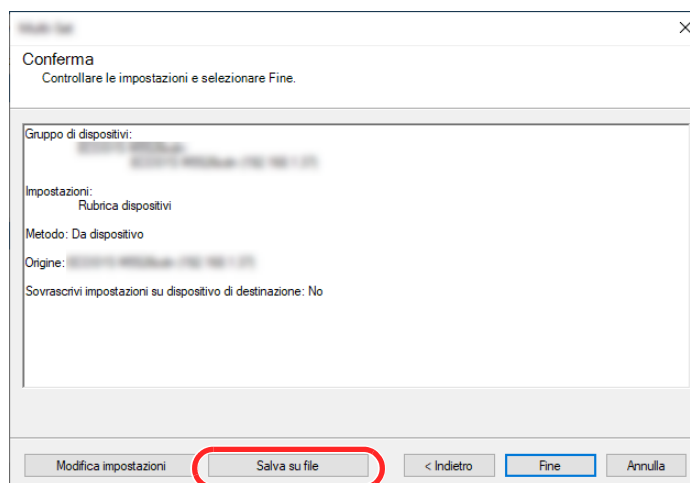 Conferma
Controllare le impostazioni e selezionare Fine.
Gruppo di dispositivi:
Impostazioni:
Rubrica dispositivi
Metodo: Da dispositivo
Origine:
Sovrascrivi impostazioni su dispositivo di destinazione: No
Modifica impostazioni
Salva su file
< Indietro
Fine
Annulla